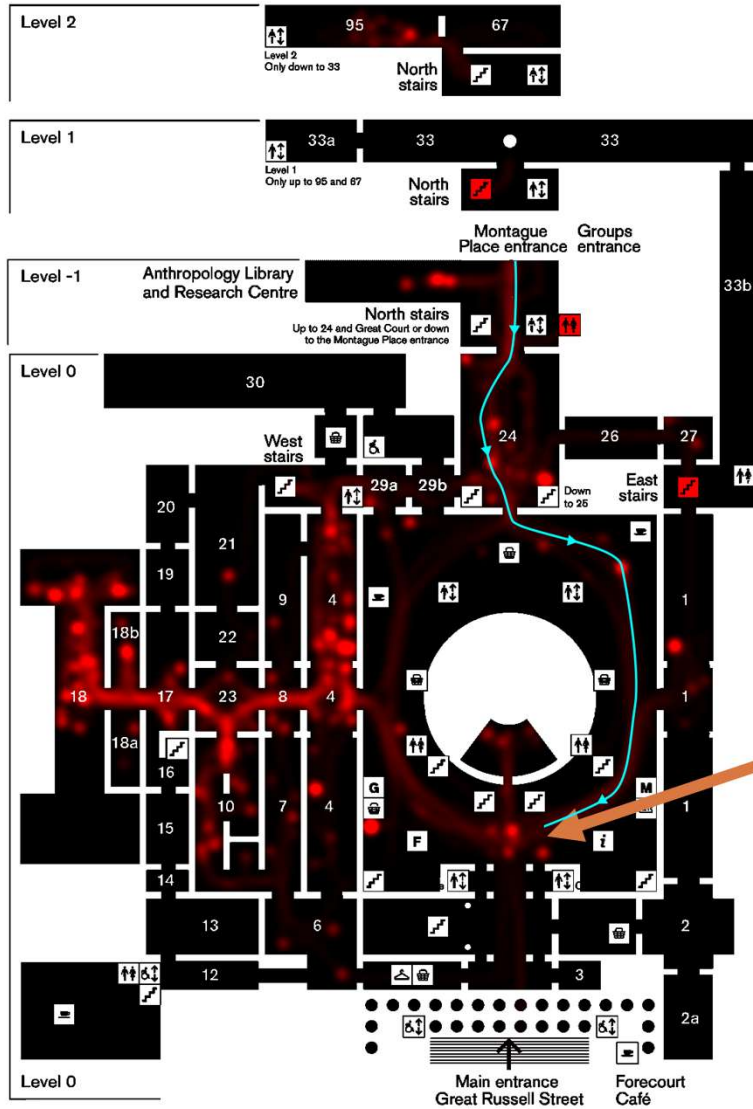 Level 2
95
67
Level 2
Only down to 33
North
stairs
Level 1
33a
33
33
Level 1
Only up to 95 and 67
North
stairs
Montague
Place entrance
Groups
entrance
Level -1
Anthropology Library
and Research Centre
33b
North stairs
Up to 24 and Great Court or down
to the Montague Place entrance
Level 0
30
24
26
27
West
stairs
29a
29b
Down
to 25
East
stairs
20
21
19
9
4
1
18b
22
18
17
23
8
4
1
18a
16
G
M
10
7
4
1
15
F
i
14
13
6
2
12
3
2a
Level 0
Main entrance
Great Russell Street
Forecourt
Café